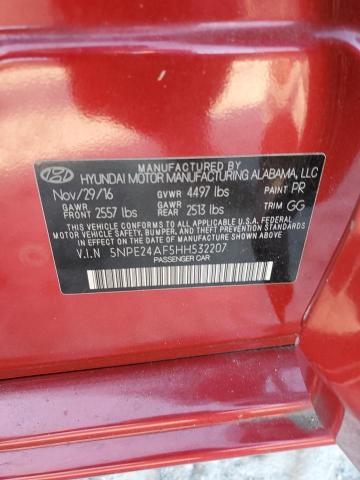 HYUNDAI MOTOR MANUFACTURING ALABAMA, LLC
Nov/29/16 GVWR 4497 lbs PAINT PR
GAWR FRONT 2557 lbs GAWR REAR 2513 lbs TRIM GG
THIS VEHICLE CONFORMS TO ALL APPLICABLE U.S. FEDERAL
MOTOR VEHICLE SAFETY, BUMPER, AND THEFT PREVENTION
STANDARDS IN EFFECT ON THE DATE OF MANUFACTURE SHOWN ABOVE.
V.I.N 5NPE24AF5HH532207
PASSENGER CAR